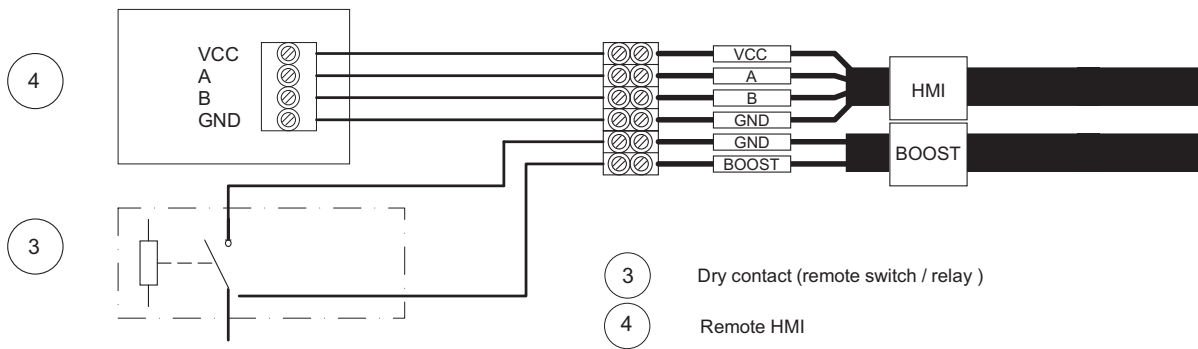 4
VCC
A
B
GND
VCC
A
B
GND
GND
BOOST
HMI
BOOST
3
3 Dry contact (remote switch / relay )
4 Remote HMI